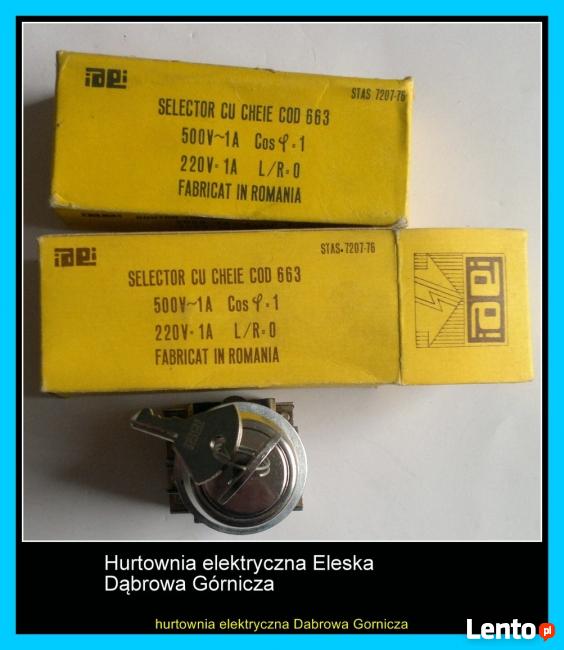 iaei
STAS 7207-76
SELECTOR CU CHEIE COD 663
500V~1A Cos φ=1
220V=1A L/R=0
FABRICAT IN ROMANIA
iaei
STAS-7207-76
SELECTOR CU CHEIE COD 663
500V~1A Cos φ=1
220V=1A L/R=0
FABRICAT IN ROMANIA
iaei
Hurtownia elektryczna Eleska
Dąbrowa Górnicza
hurtownia elektryczna Dabrowa Gornicza
Lento.pl